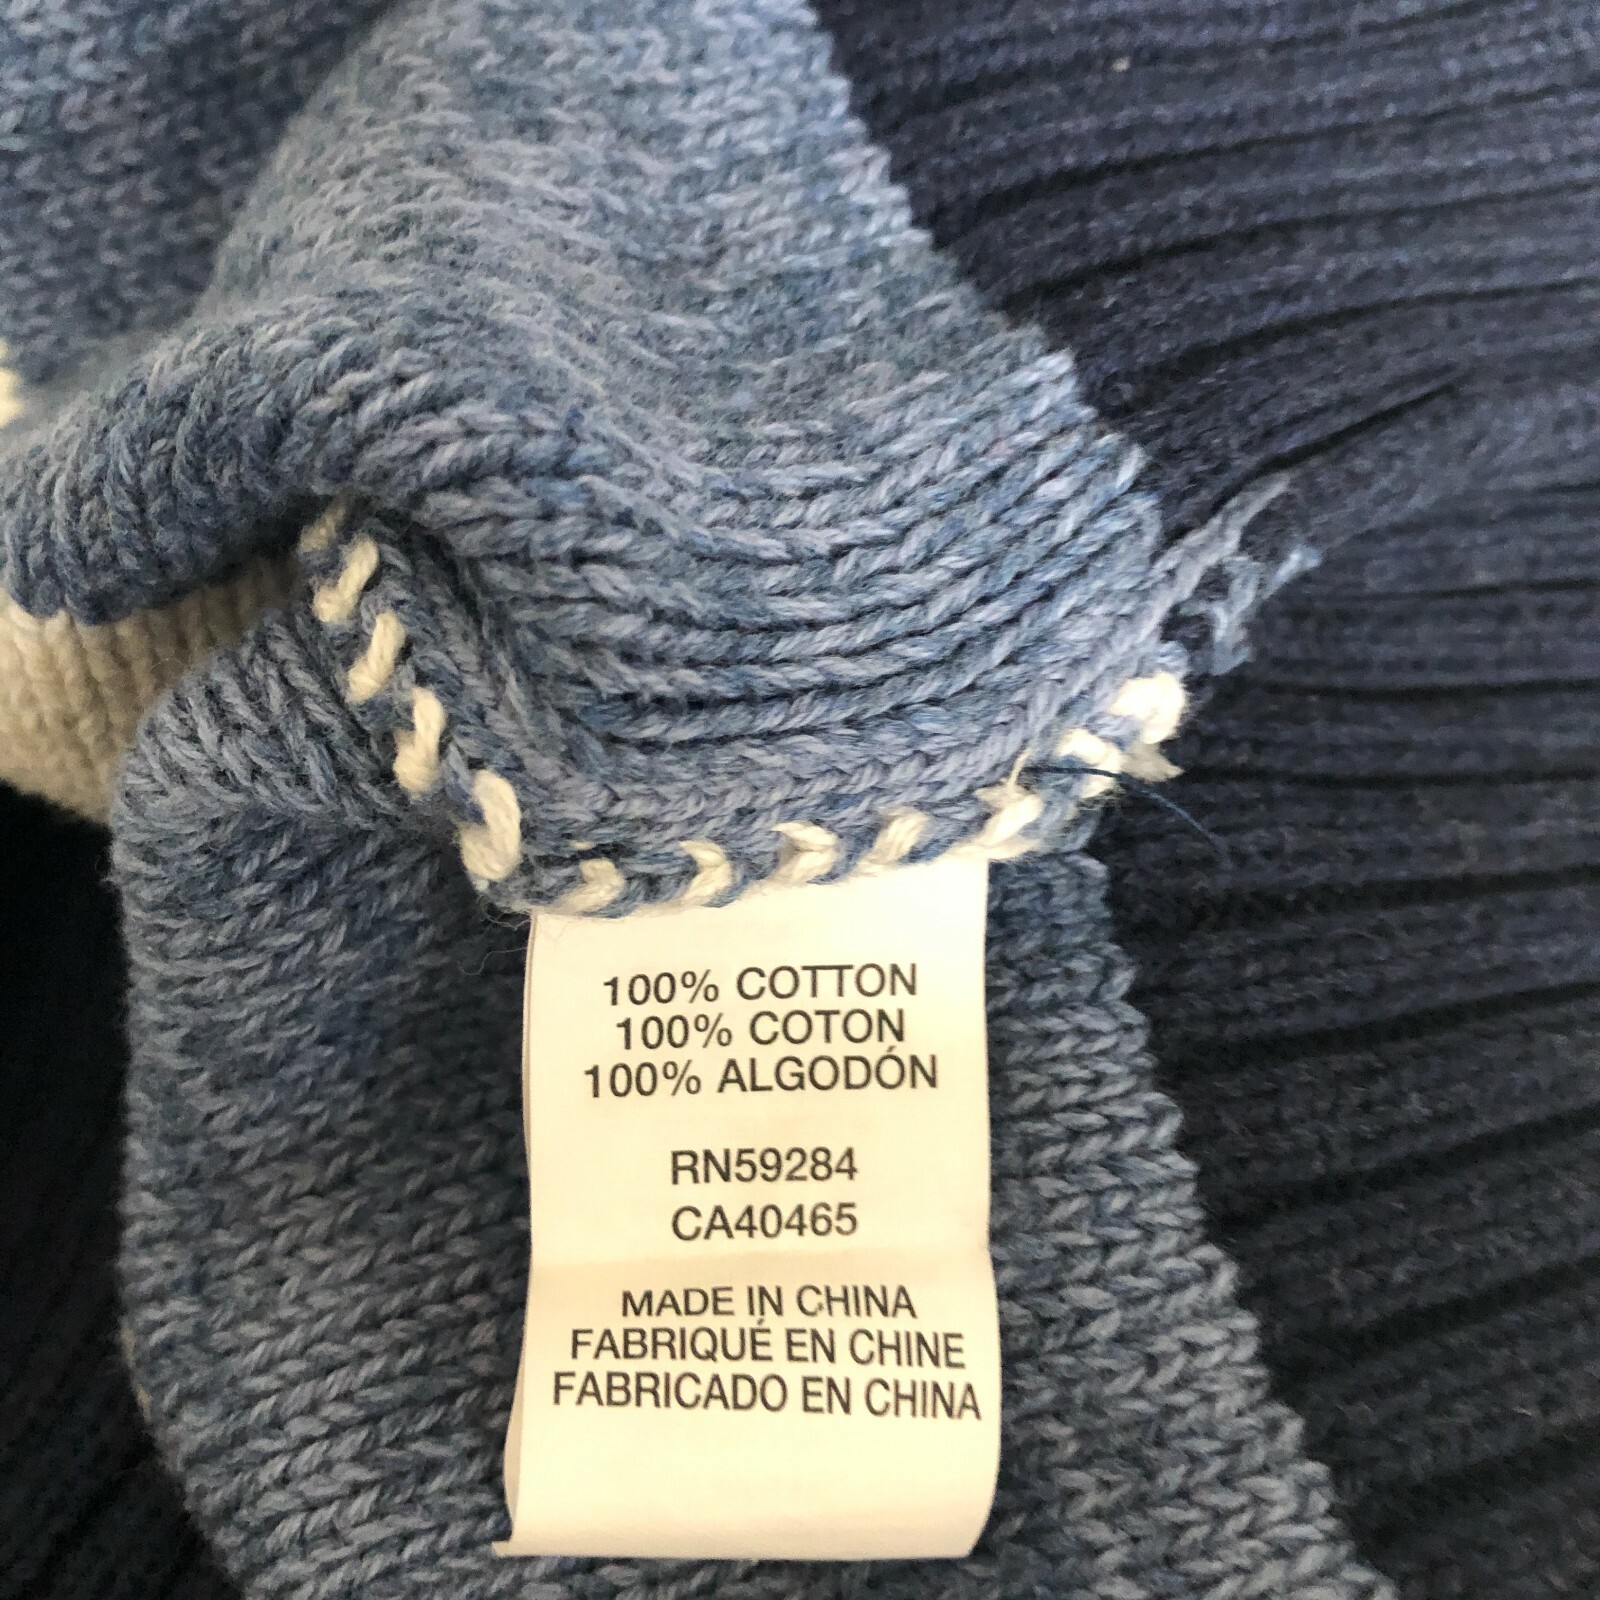 100% COTTON
100% COTON
100% ALGODÓN
RN59284
CA40465
MADE IN CHINA
FABRIQUÉ EN CHINE
FABRICADO EN CHINA